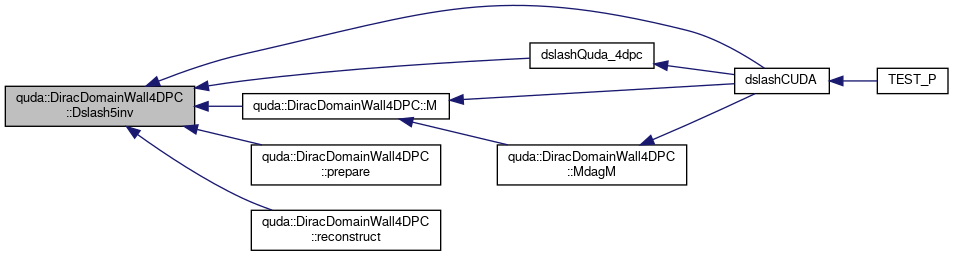 quda::DiracDomainWall4DPC
::Dslash5inv
dslashQuda_4dpc
quda::DiracDomainWall4DPC::M
quda::DiracDomainWall4DPC
::prepare
quda::DiracDomainWall4DPC
::reconstruct
quda::DiracDomainWall4DPC
::MdagM
dslashCUDA
TEST_P